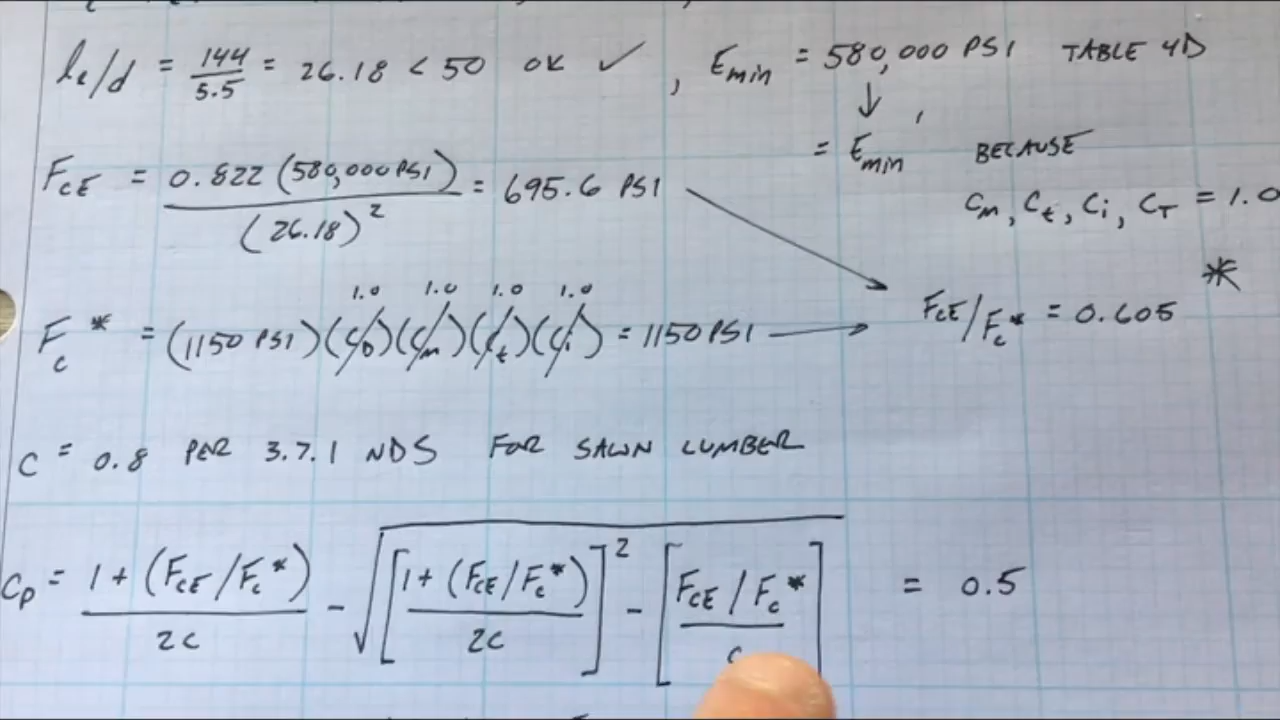 le/d = 144/5.5 = 26.18 < 50 OK ✓ , Emin = 580,000 PSI TABLE 4D
↓
= Emin' BECAUSE
Cm, Ct, Ci, CT = 1.0
FcE = 0.822 (580,000 PSI)/(26.18)² = 695.6 PSI
FcE/Fc* = 0.605 *
1.0 1.0 1.0 1.0
Fc* = (1150 PSI)(CD)(Cm)(Ct)(Ci) = 1150 PSI
C = 0.8 PER 3.7.1 NDS FOR SAWN LUMBER
Cp = 1 + (FcE/Fc*)/2c - √[1 + (FcE/Fc*)/2c]² - [FcE/Fc*/c] = 0.5